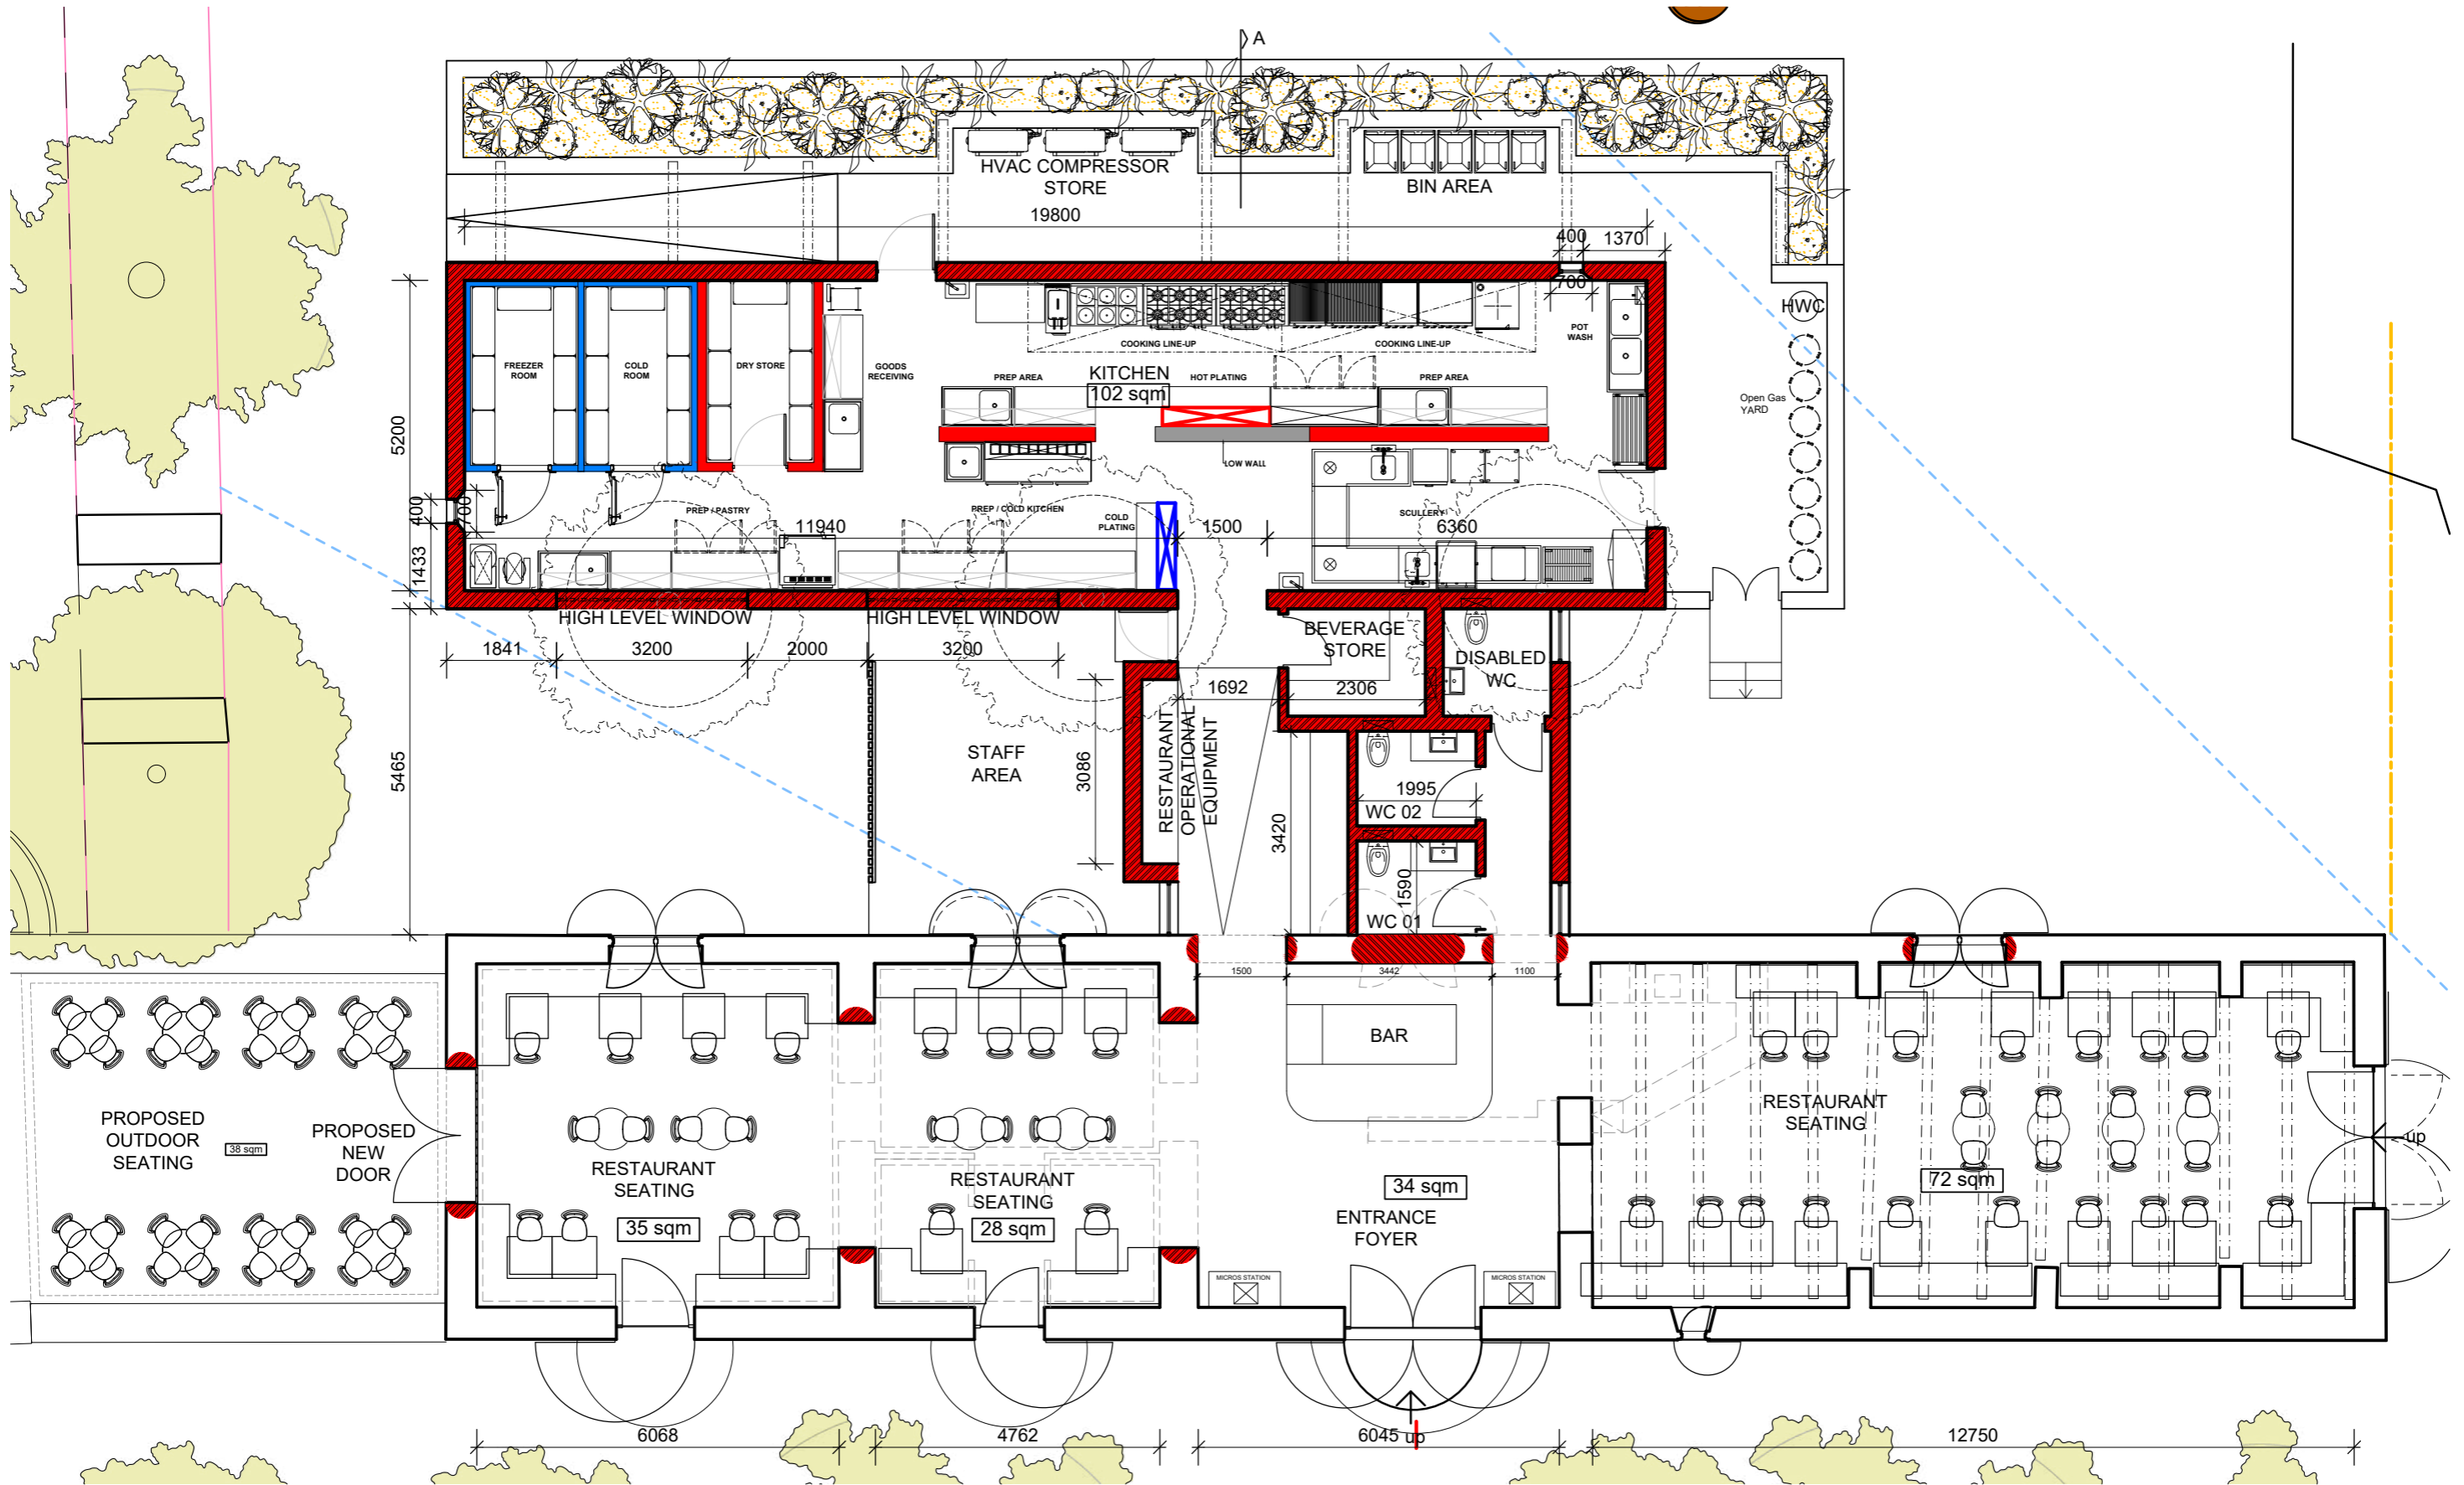 A
HVAC COMPRESSOR
STORE
BIN AREA
19800
400
1370
700
HWC
FREEZER
ROOM
COLD
ROOM
DRY STORE
GOODS
RECEIVING
COOKING LINE-UP
COOKING LINE-UP
POT
WASH
KITCHEN
102 sqm
PREP AREA
HOT PLATING
PREP AREA
Open Gas
YARD
5200
LOW WALL
400
700
PREP / PASTRY
PREP / COLD KITCHEN
COLD
PLATING
SCULLERY
11940
1500
6360
1433
HIGH LEVEL WINDOW
HIGH LEVEL WINDOW
BEVERAGE
STORE
DISABLED
WC
1841
3200
2000
3200
1692
2306
5465
STAFF
AREA
3086
RESTAURANT
OPERATIONAL
EQUIPMENT
3420
1995
WC 02
1590
WC 01
1500
3442
1100
BAR
PROPOSED
OUTDOOR
SEATING
38 sqm
PROPOSED
NEW
DOOR
RESTAURANT
SEATING
35 sqm
RESTAURANT
SEATING
28 sqm
34 sqm
ENTRANCE
FOYER
RESTAURANT
SEATING
72 sqm
up
MICROS STATION
MICROS STATION
6068
4762
6045
up
12750